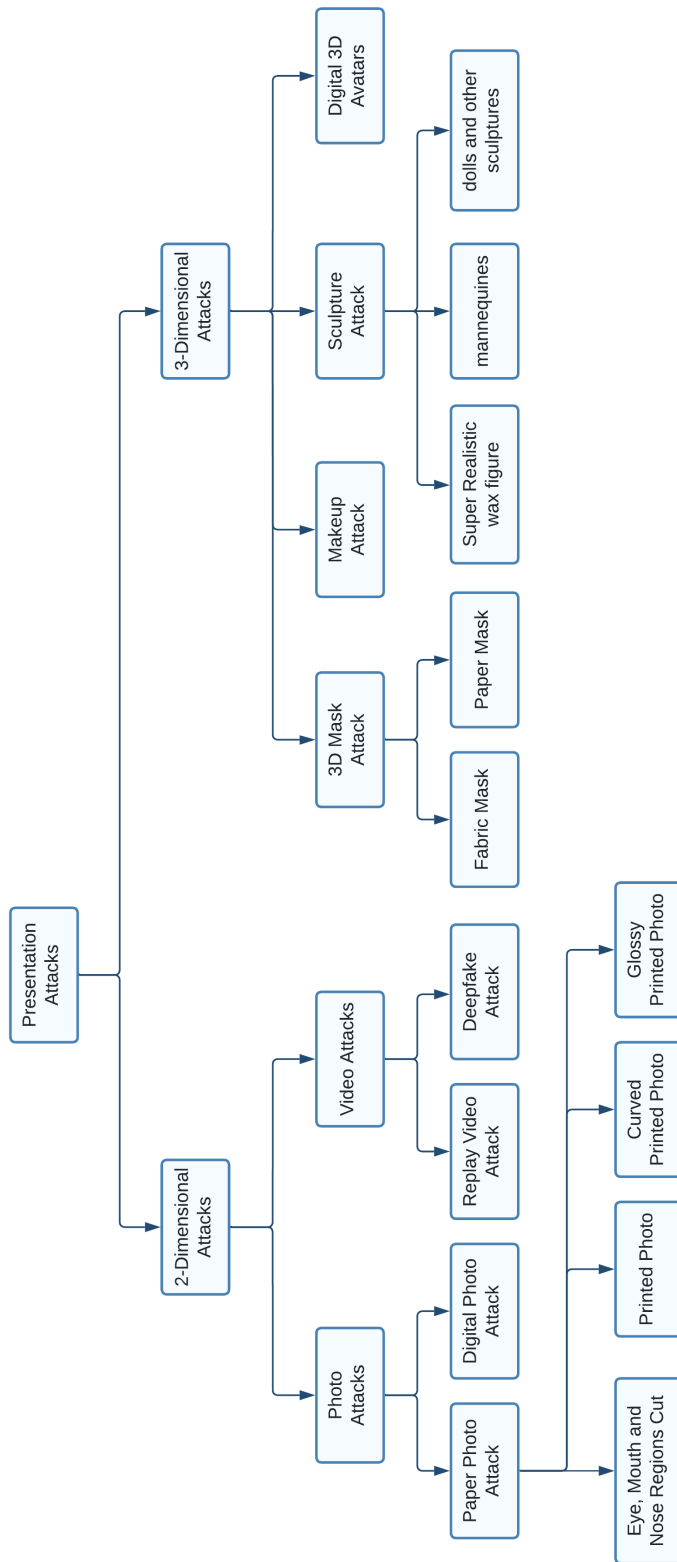 Presentation
Attacks
2-Dimensional
Attacks
3-Dimensional
Attacks
Photo
Attacks
Video Attacks
3D Mask
Attack
Makeup
Attack
Sculpture
Attack
Digital 3D
Avatars
Paper Photo
Attack
Digital Photo
Attack
Replay Video
Attack
Deepfake
Attack
Fabric Mask
Paper Mask
Super Realistic
wax figure
mannequines
dolls and other
sculptures
Eye, Mouth and
Nose Regions Cut
Printed Photo
Curved
Printed Photo
Glossy
Printed Photo